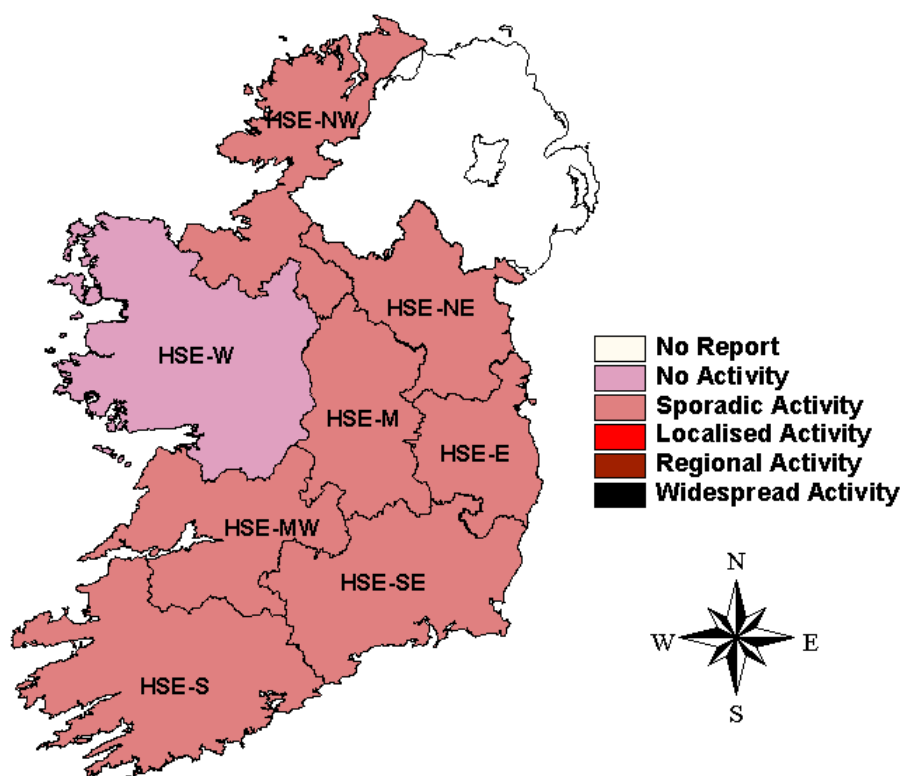 HSE-NW
HSE-NE
HSE-W
HSE-M
HSE-E
HSE-MW
HSE-SE
HSE-S
No Report
No Activity
Sporadic Activity
Localised Activity
Regional Activity
Widespread Activity
N
W E
S